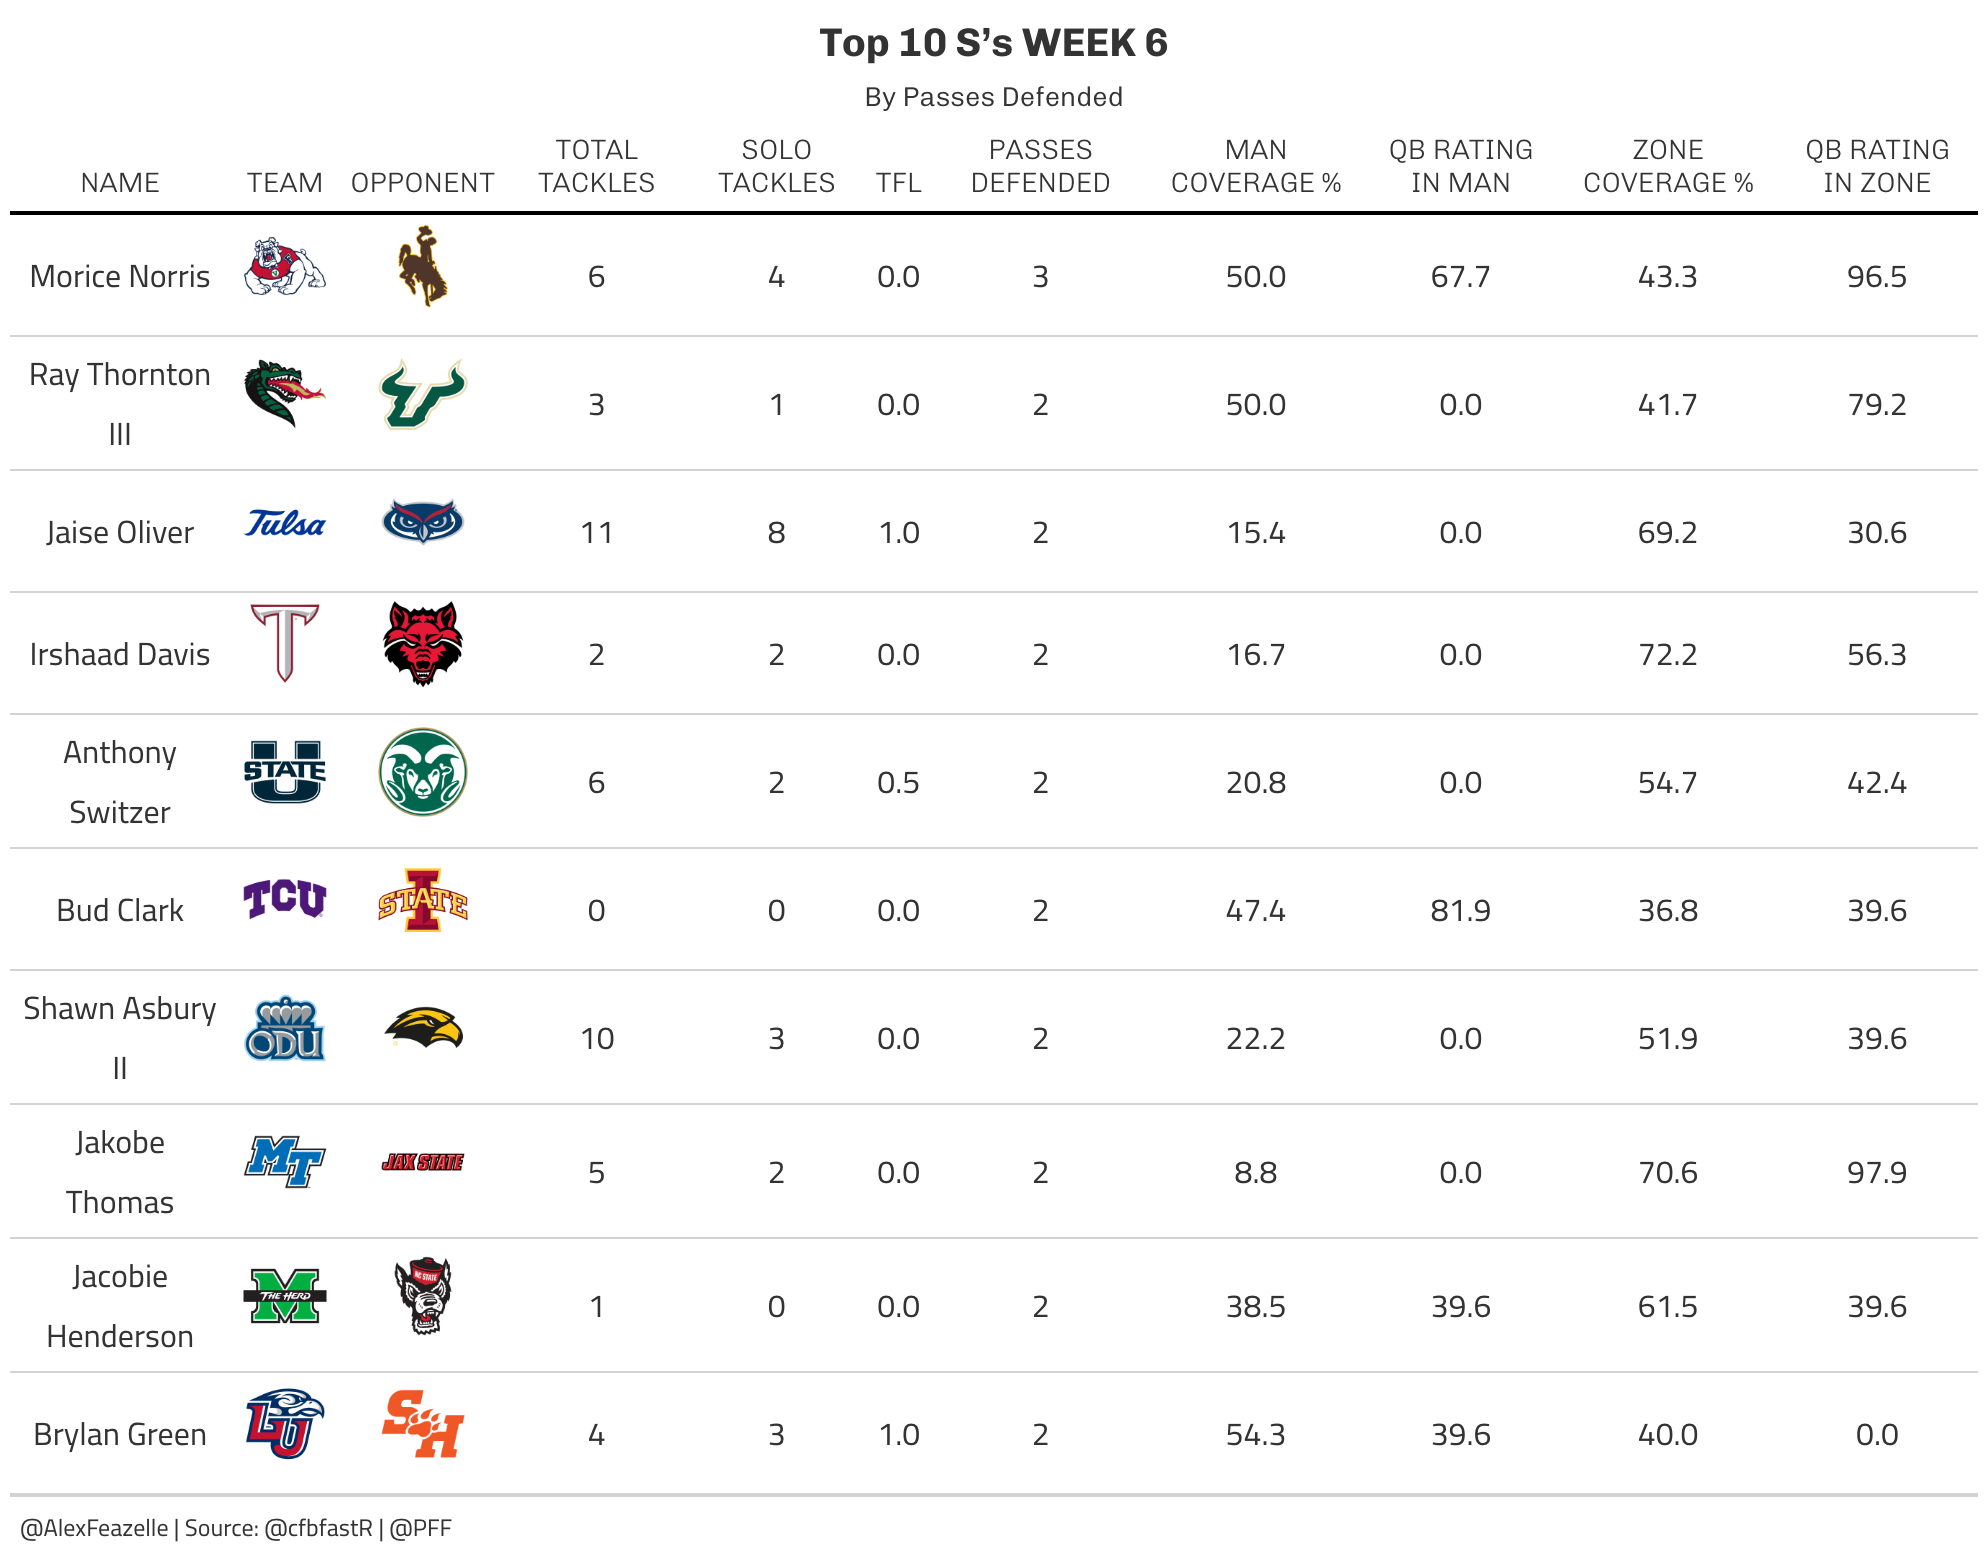 Top 10 S’s WEEK 6
By Passes Defended
NAME TEAM OPPONENT TOTAL TACKLES SOLO TACKLES TFL PASSES DEFENDED MAN COVERAGE % QB RATING IN MAN ZONE COVERAGE % QB RATING IN ZONE
Morice Norris 6 4 0.0 3 50.0 67.7 43.3 96.5
Ray Thornton III 3 1 0.0 2 50.0 0.0 41.7 79.2
Jaise Oliver Tulsa 11 8 1.0 2 15.4 0.0 69.2 30.6
Irshaad Davis T 2 2 0.0 2 16.7 0.0 72.2 56.3
Anthony Switzer U STATE 6 2 0.5 2 20.8 0.0 54.7 42.4
Bud Clark TCU I STATE 0 0 0.0 2 47.4 81.9 36.8 39.6
Shawn Asbury II ODU 10 3 0.0 2 22.2 0.0 51.9 39.6
Jakobe Thomas MT JAX STATE 5 2 0.0 2 8.8 0.0 70.6 97.9
Jacobie Henderson M THE HERD NC STATE 1 0 0.0 2 38.5 39.6 61.5 39.6
Brylan Green LU SH 4 3 1.0 2 54.3 39.6 40.0 0.0
@AlexFeazelle | Source: @cfbfastR | @PFF